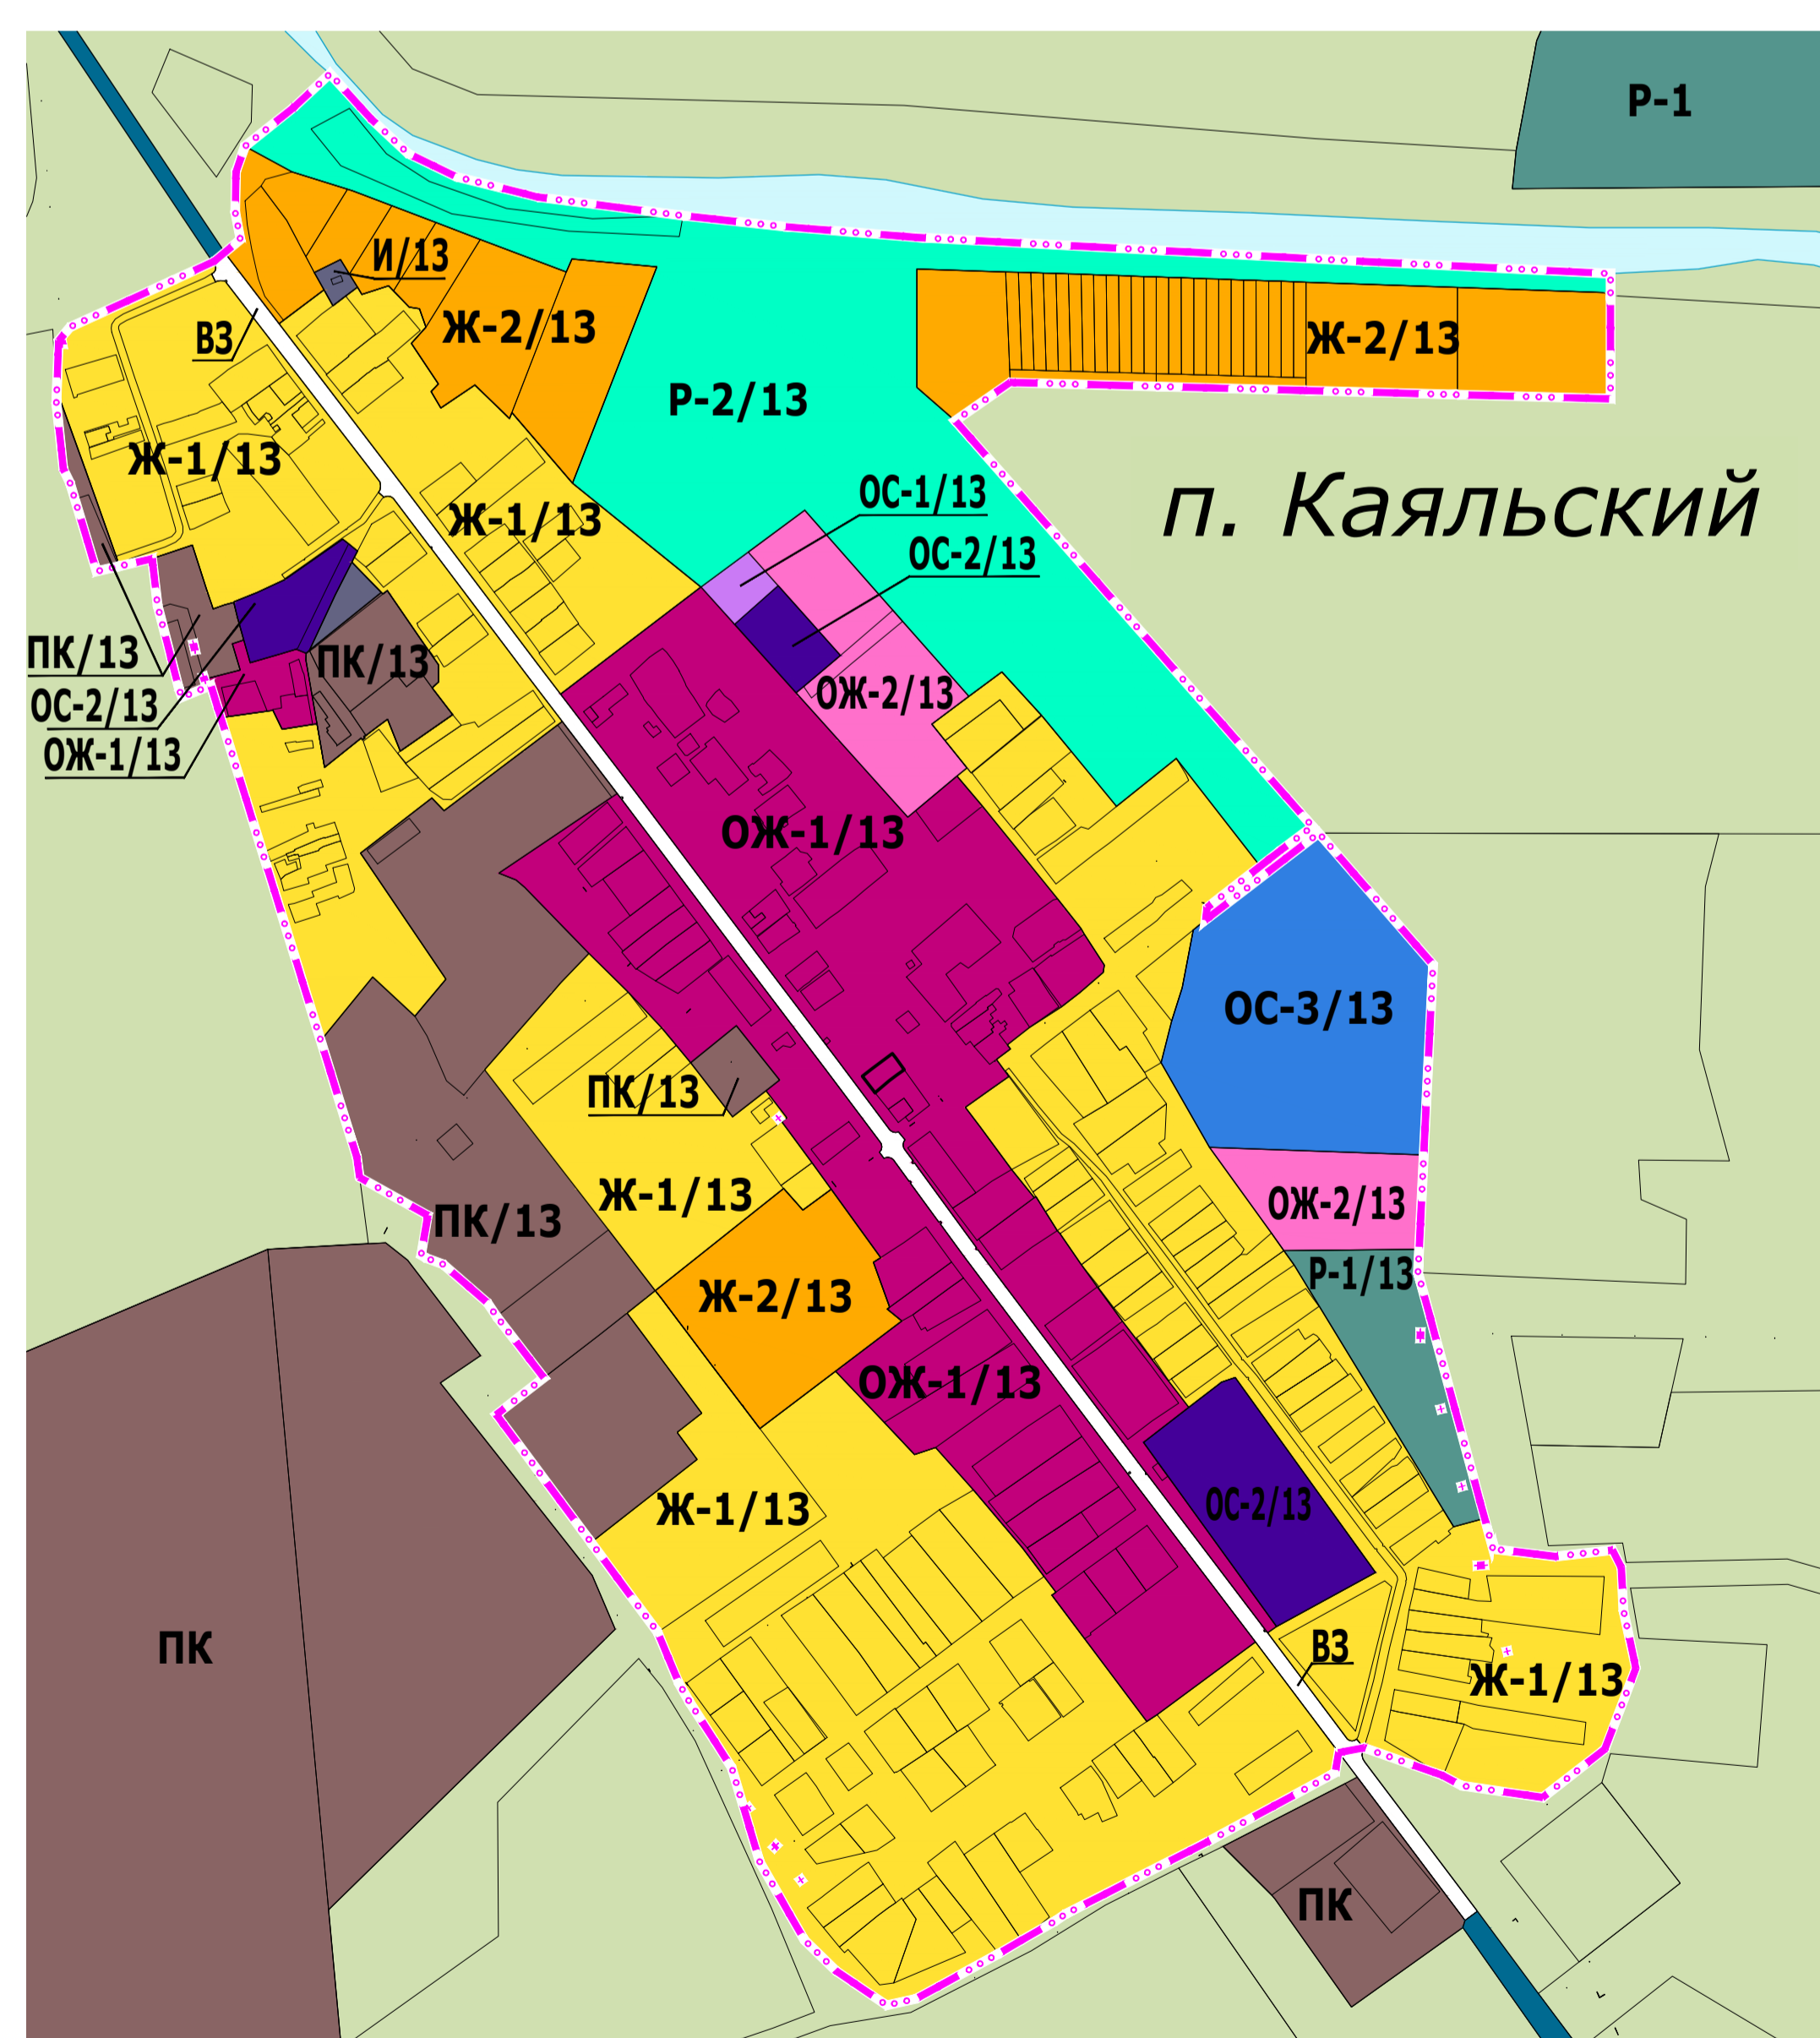 Р-1
И/13
Ж-2/13
ВЗ
Ж-2/13
Р-2/13
Ж-1/13
ОС-1/13
п. Каяльский
Ж-1/13
ОС-2/13
ПК/13
ПК/13
ОЖ-2/13
ОС-2/13
ОЖ-1/13
ОЖ-1/13
ОС-3/13
ПК/13
Ж-1/13
ОЖ-2/13
ПК/13
Р-1/13
Ж-2/13
ОЖ-1/13
ОС-2/13
Ж-1/13
ПК
ВЗ
Ж-1/13
ПК